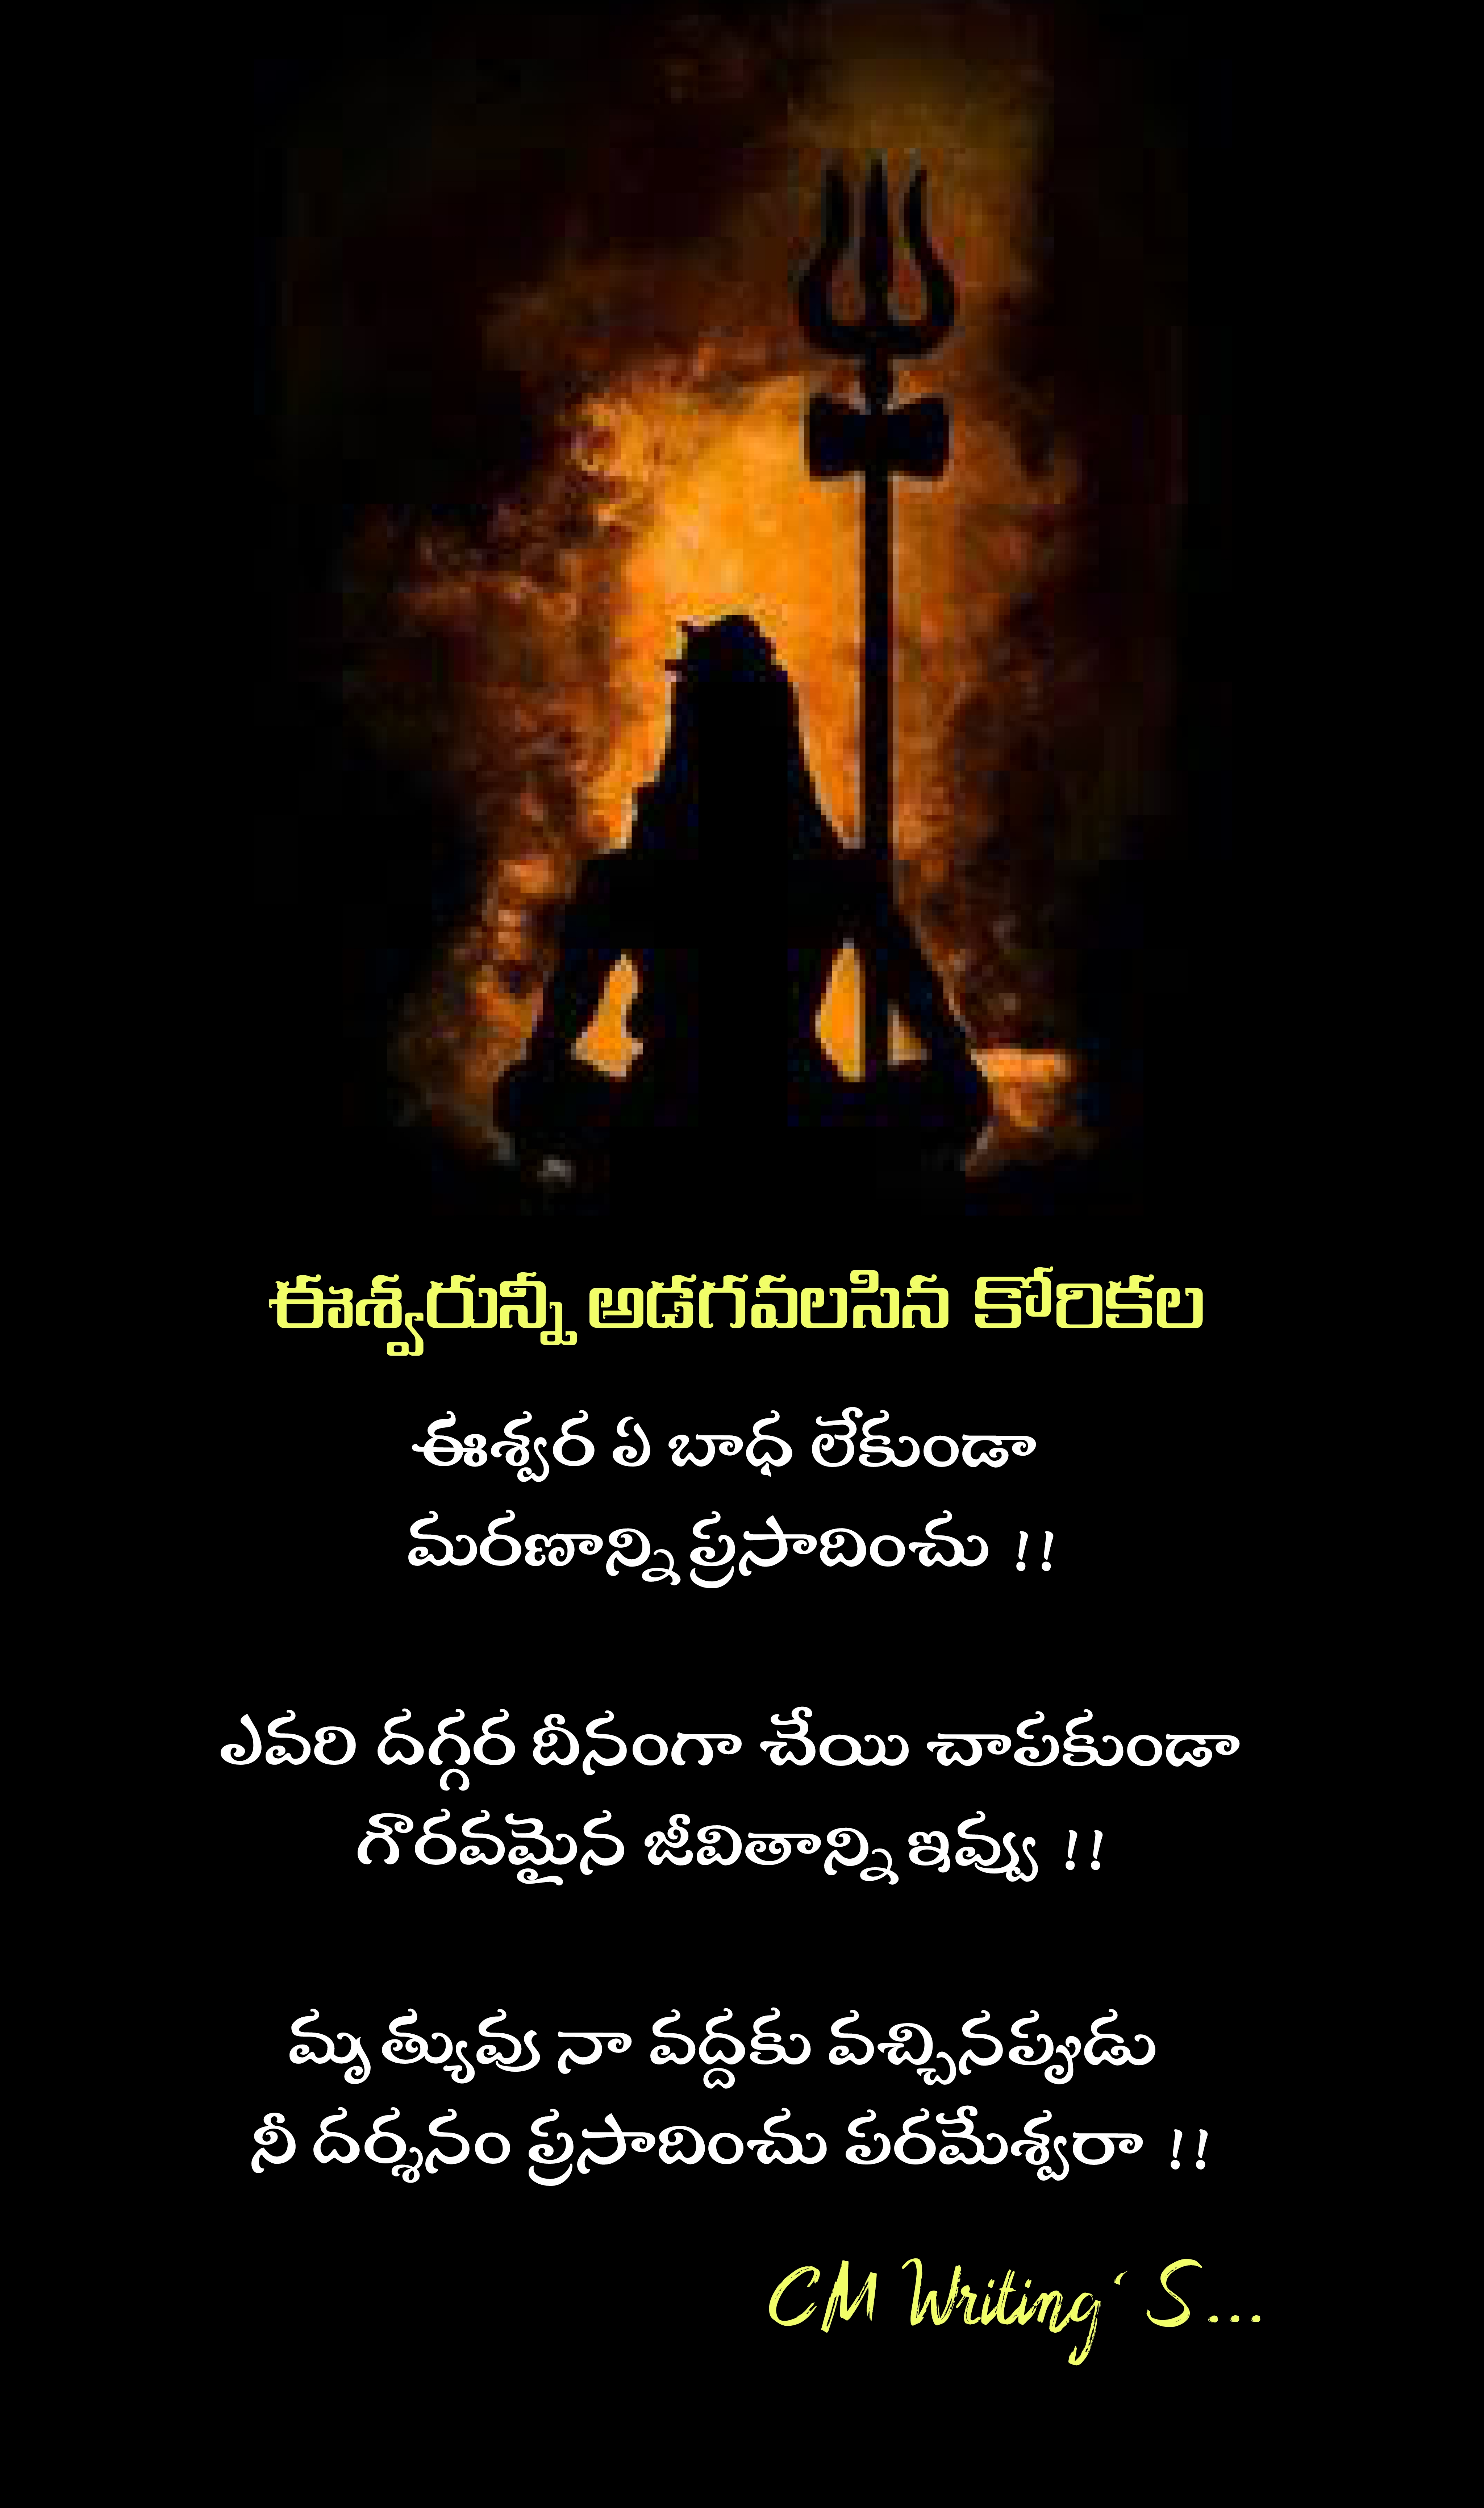 ఈశ్వరున్నీ అడగవలసిన కోరికల
ఈశ్వర ఏ బాధ లేకుండా
మరణాన్ని ప్రసాదించు !!
ఎవరి దగ్గర దీనంగా చేయి చాపకుండా
గౌరవమైన జీవితాన్ని ఇవ్వు !!
మృత్యువు నా వద్దకు వచ్చినప్పుడు
నీ దర్శనం ప్రసాదించు పరమేశ్వరా !!
CM Writing' S...